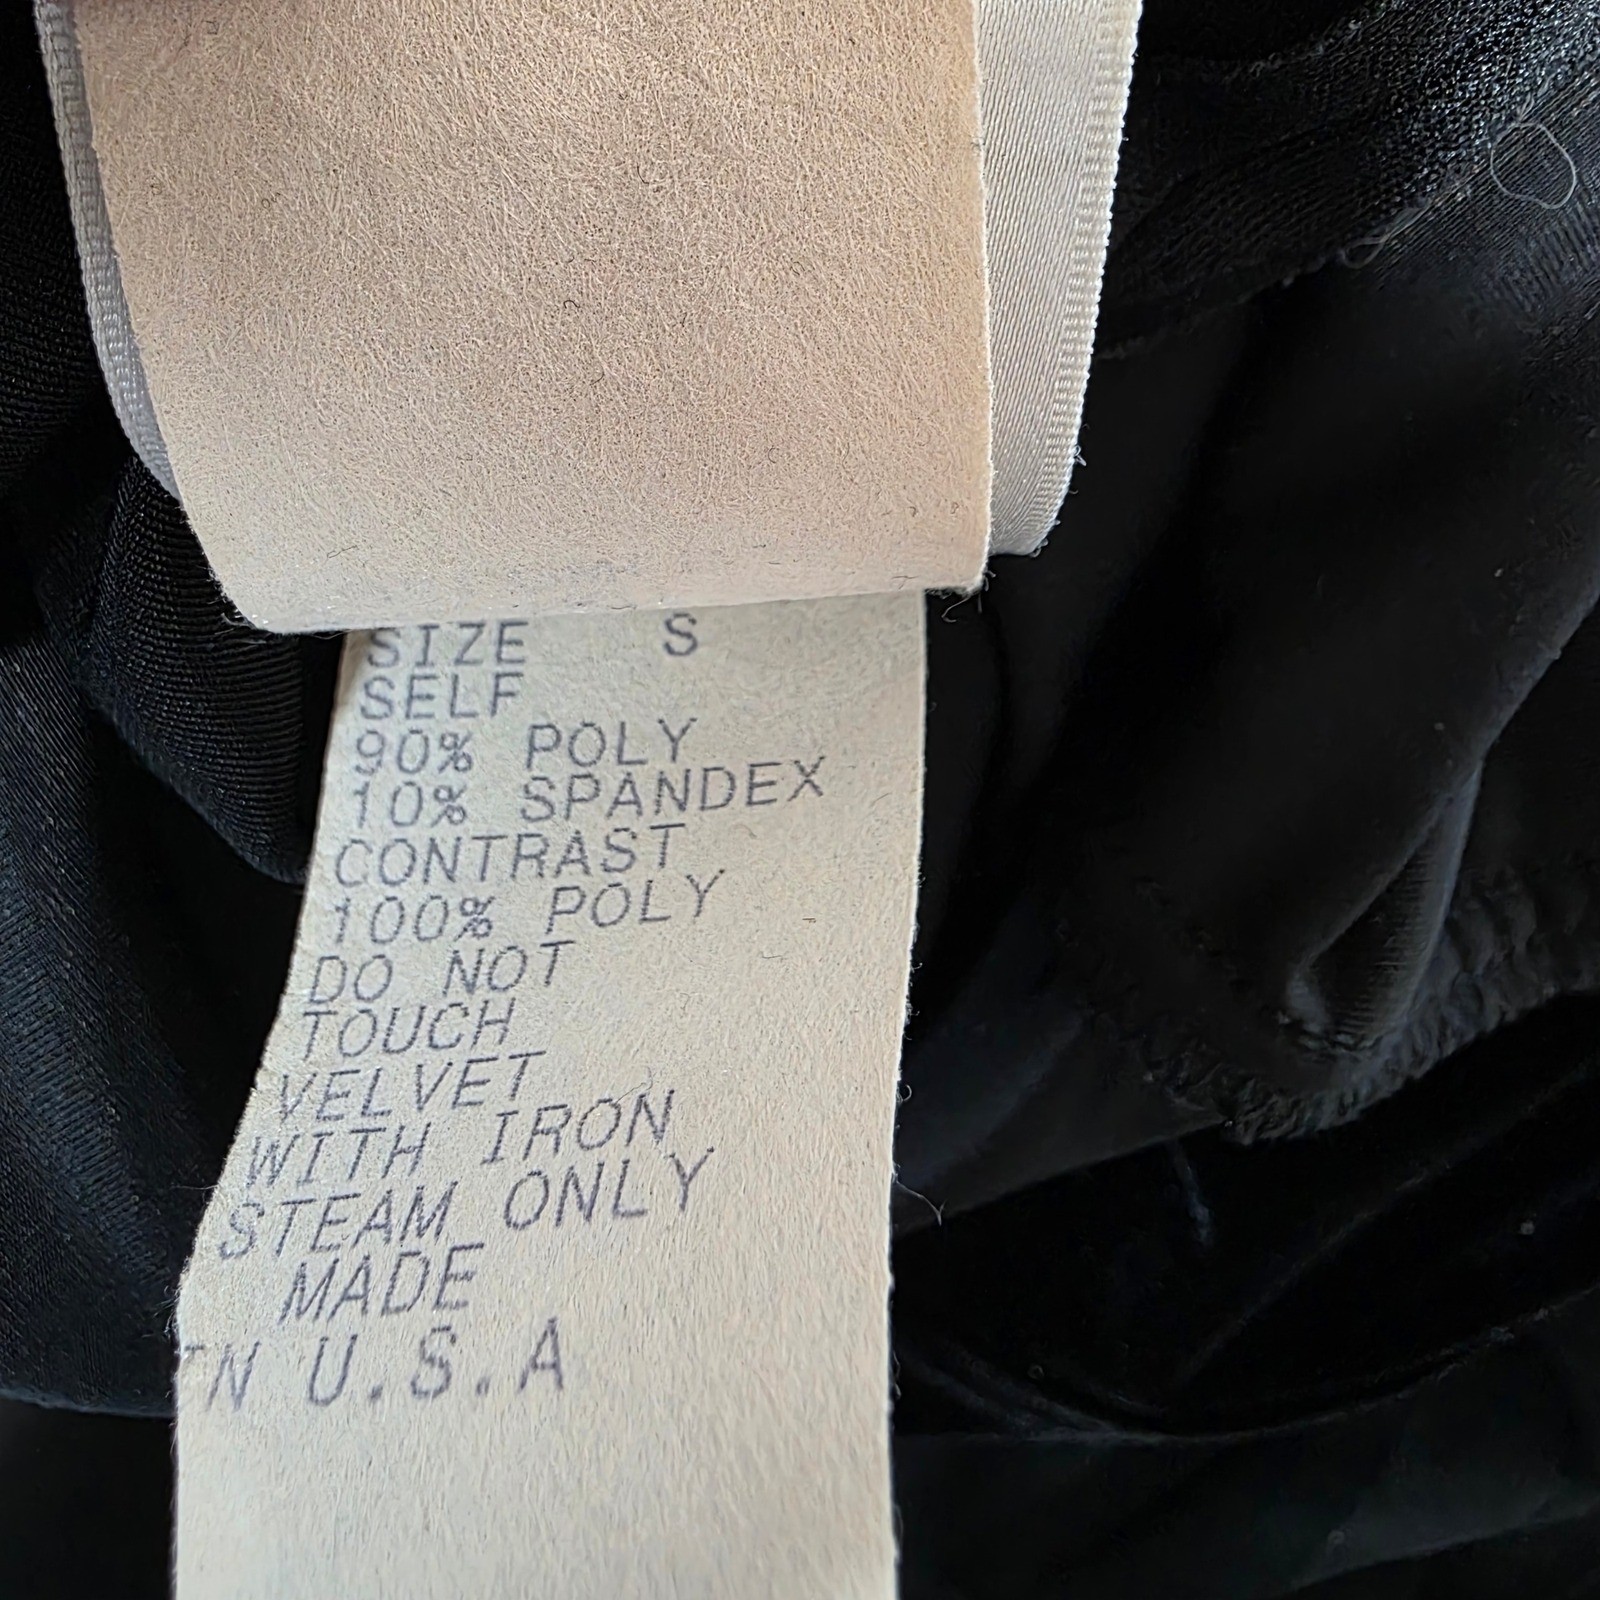 SIZE S
SELF
90% POLY
10% SPANDEX
CONTRAST
100% POLY
DO NOT
TOUCH
VELVET
WITH IRON
STEAM ONLY
MADE
IN U.S.A